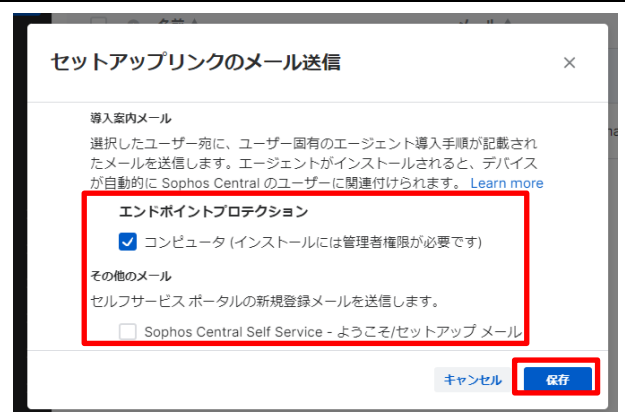 セットアップリンクのメール送信
導入案内メール
選択したユーザー宛に、ユーザー固有のエージェント導入手順が記載され
たメールを送信します。エージェントがインストールされると、デバイス
が自動的に Sophos Central のユーザーに関連付けられます。 Learn more
エンドポイントプロテクション
コンピュータ (インストールには管理者権限が必要です)
その他のメール
セルフサービス ポータルの新規登録メールを送信します。
Sophos Central Self Service - ようこそ/セットアップ メール
キャンセル 保存